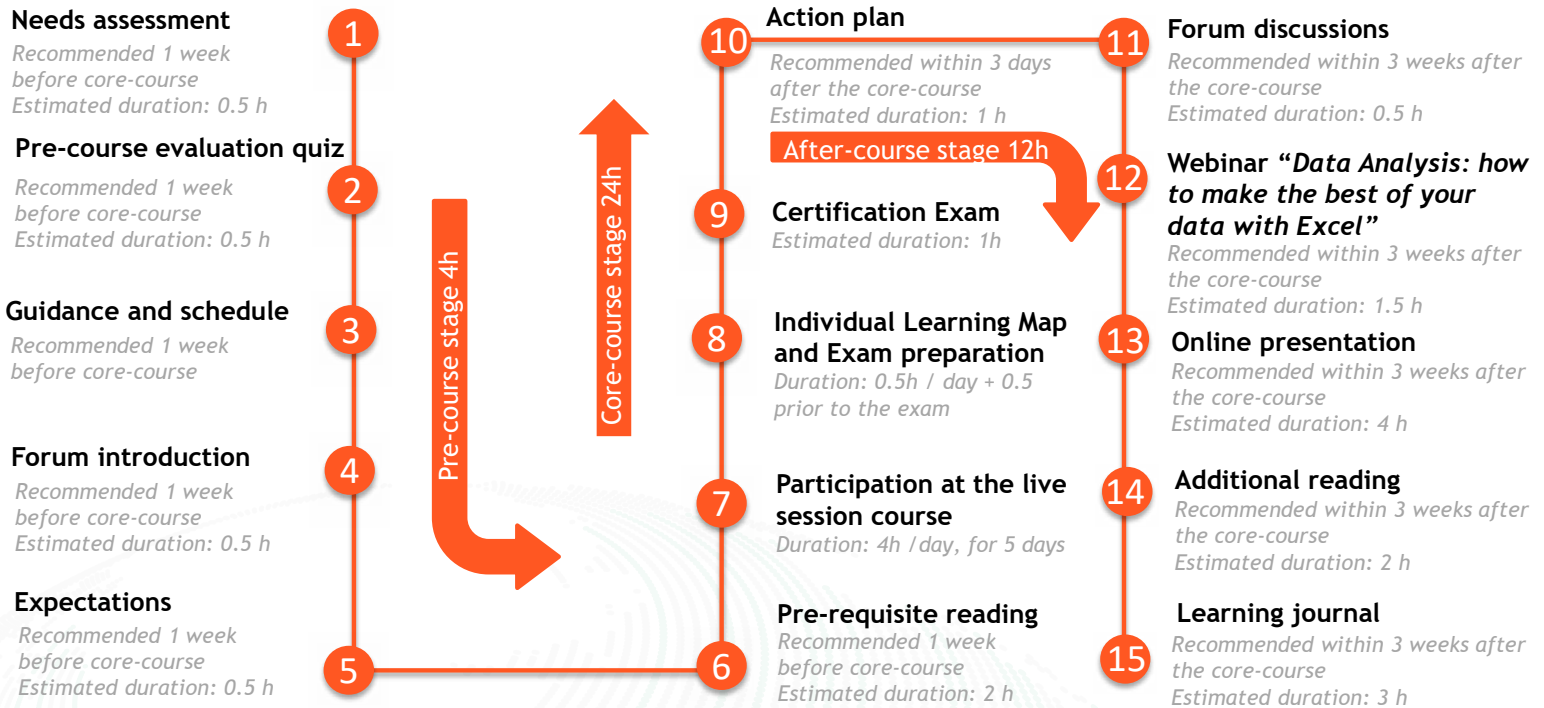 Needs assessment
Recommended 1 week
before core-course
Estimated duration: 0.5 h
1
Pre-course evaluation quiz
Recommended 1 week
before core-course
Estimated duration: 0.5 h
2
Guidance and schedule
Recommended 1 week
before core-course
3
Forum introduction
Recommended 1 week
before core-course
Estimated duration: 0.5 h
4
Expectations
Recommended 1 week
before core-course
Estimated duration: 0.5 h
5
Pre-course stage 4h
Core-course stage 24h
6
Pre-requisite reading
Recommended 1 week
before core-course
Estimated duration: 2 h
7
Participation at the live
session course
Duration: 4h /day, for 5 days
8
Individual Learning Map
and Exam preparation
Duration: 0.5h / day + 0.5
prior to the exam
9
Certification Exam
Estimated duration: 1h
10
Action plan
Recommended within 3 days
after the core-course
Estimated duration: 1 h
After-course stage 12h
11
Forum discussions
Recommended within 3 weeks after
the core-course
Estimated duration: 0.5 h
12
Webinar “Data Analysis: how
to make the best of your
data with Excel”
Recommended within 3 weeks after
the core-course
Estimated duration: 1.5 h
13
Online presentation
Recommended within 3 weeks after
the core-course
Estimated duration: 4 h
14
Additional reading
Recommended within 3 weeks after
the core-course
Estimated duration: 2 h
15
Learning journal
Recommended within 3 weeks after
the core-course
Estimated duration: 3 h